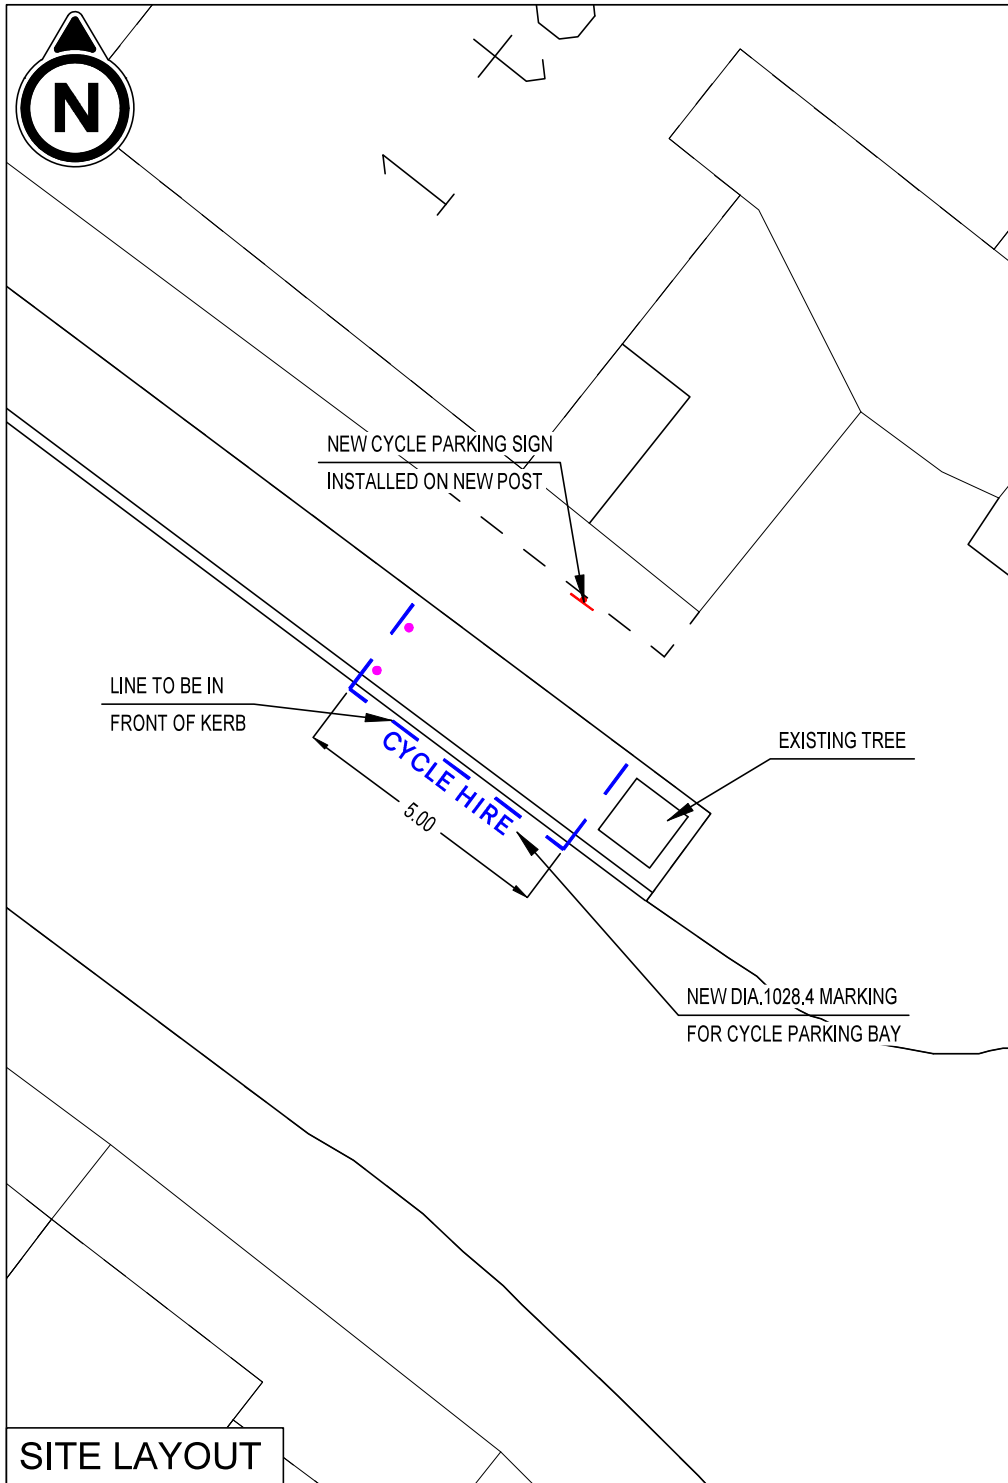 N
14
NEW CYCLE PARKING SIGN
INSTALLED ON NEW POST
LINE TO BE IN
FRONT OF KERB
CYCLE HIRE
5.00
EXISTING TREE
NEW DIA.1028.4 MARKING
FOR CYCLE PARKING BAY
SITE LAYOUT